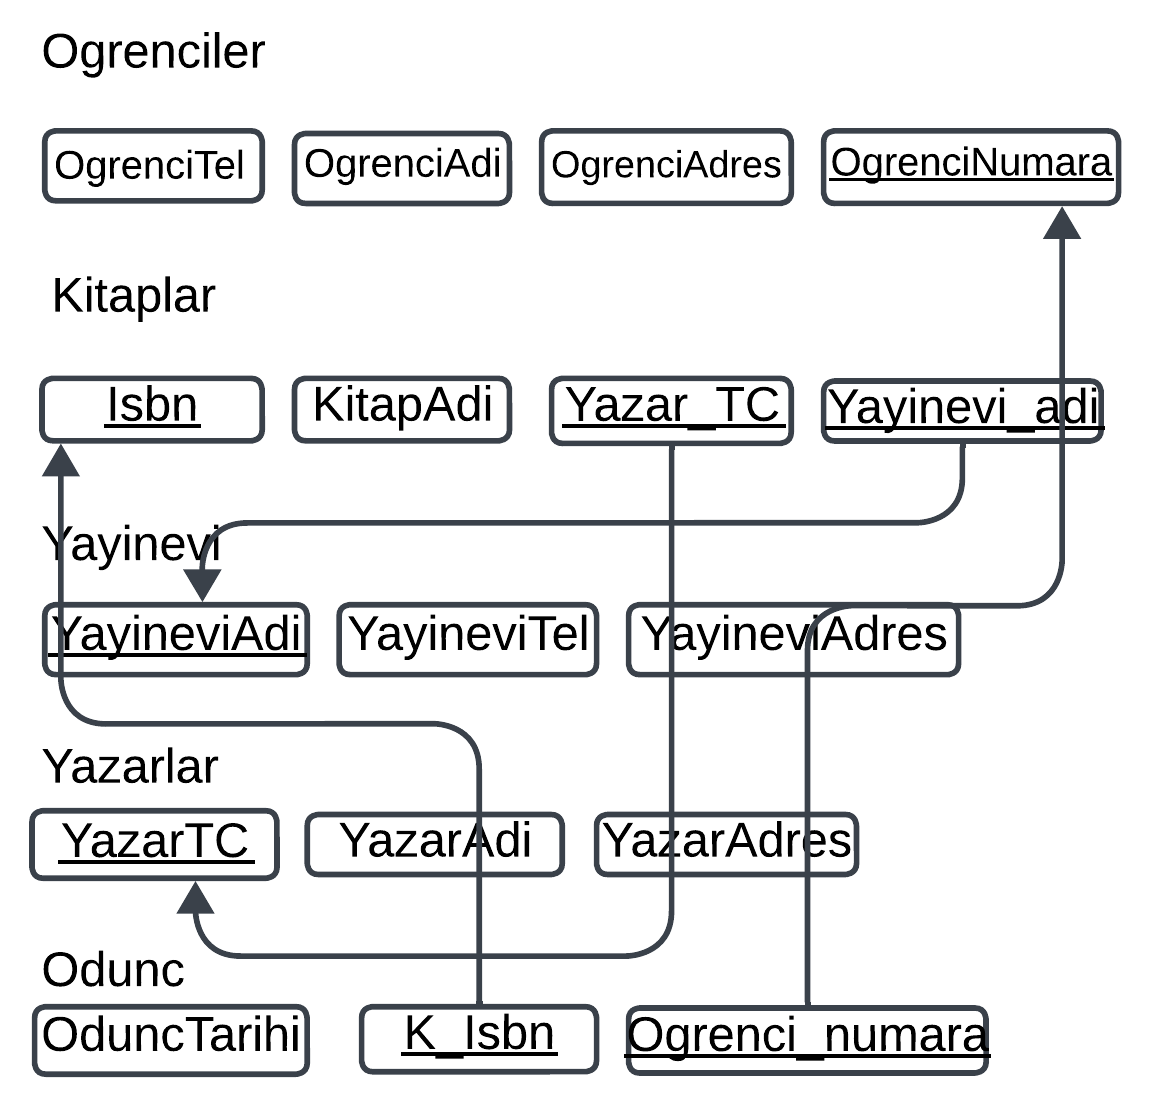 Ogrenciler
OgrenciTel OgrenciAdi OgrenciAdres OgrenciNumara
Kitaplar
Isbn KitapAdi Yazar_TC Yayinevi_adi
Yayinevi
YayineviAdi YayineviTel YayineviAdres
Yazarlar
YazarTC YazarAdi YazarAdres
Odunc
OduncTarihi K_Isbn Ogrenci_numara